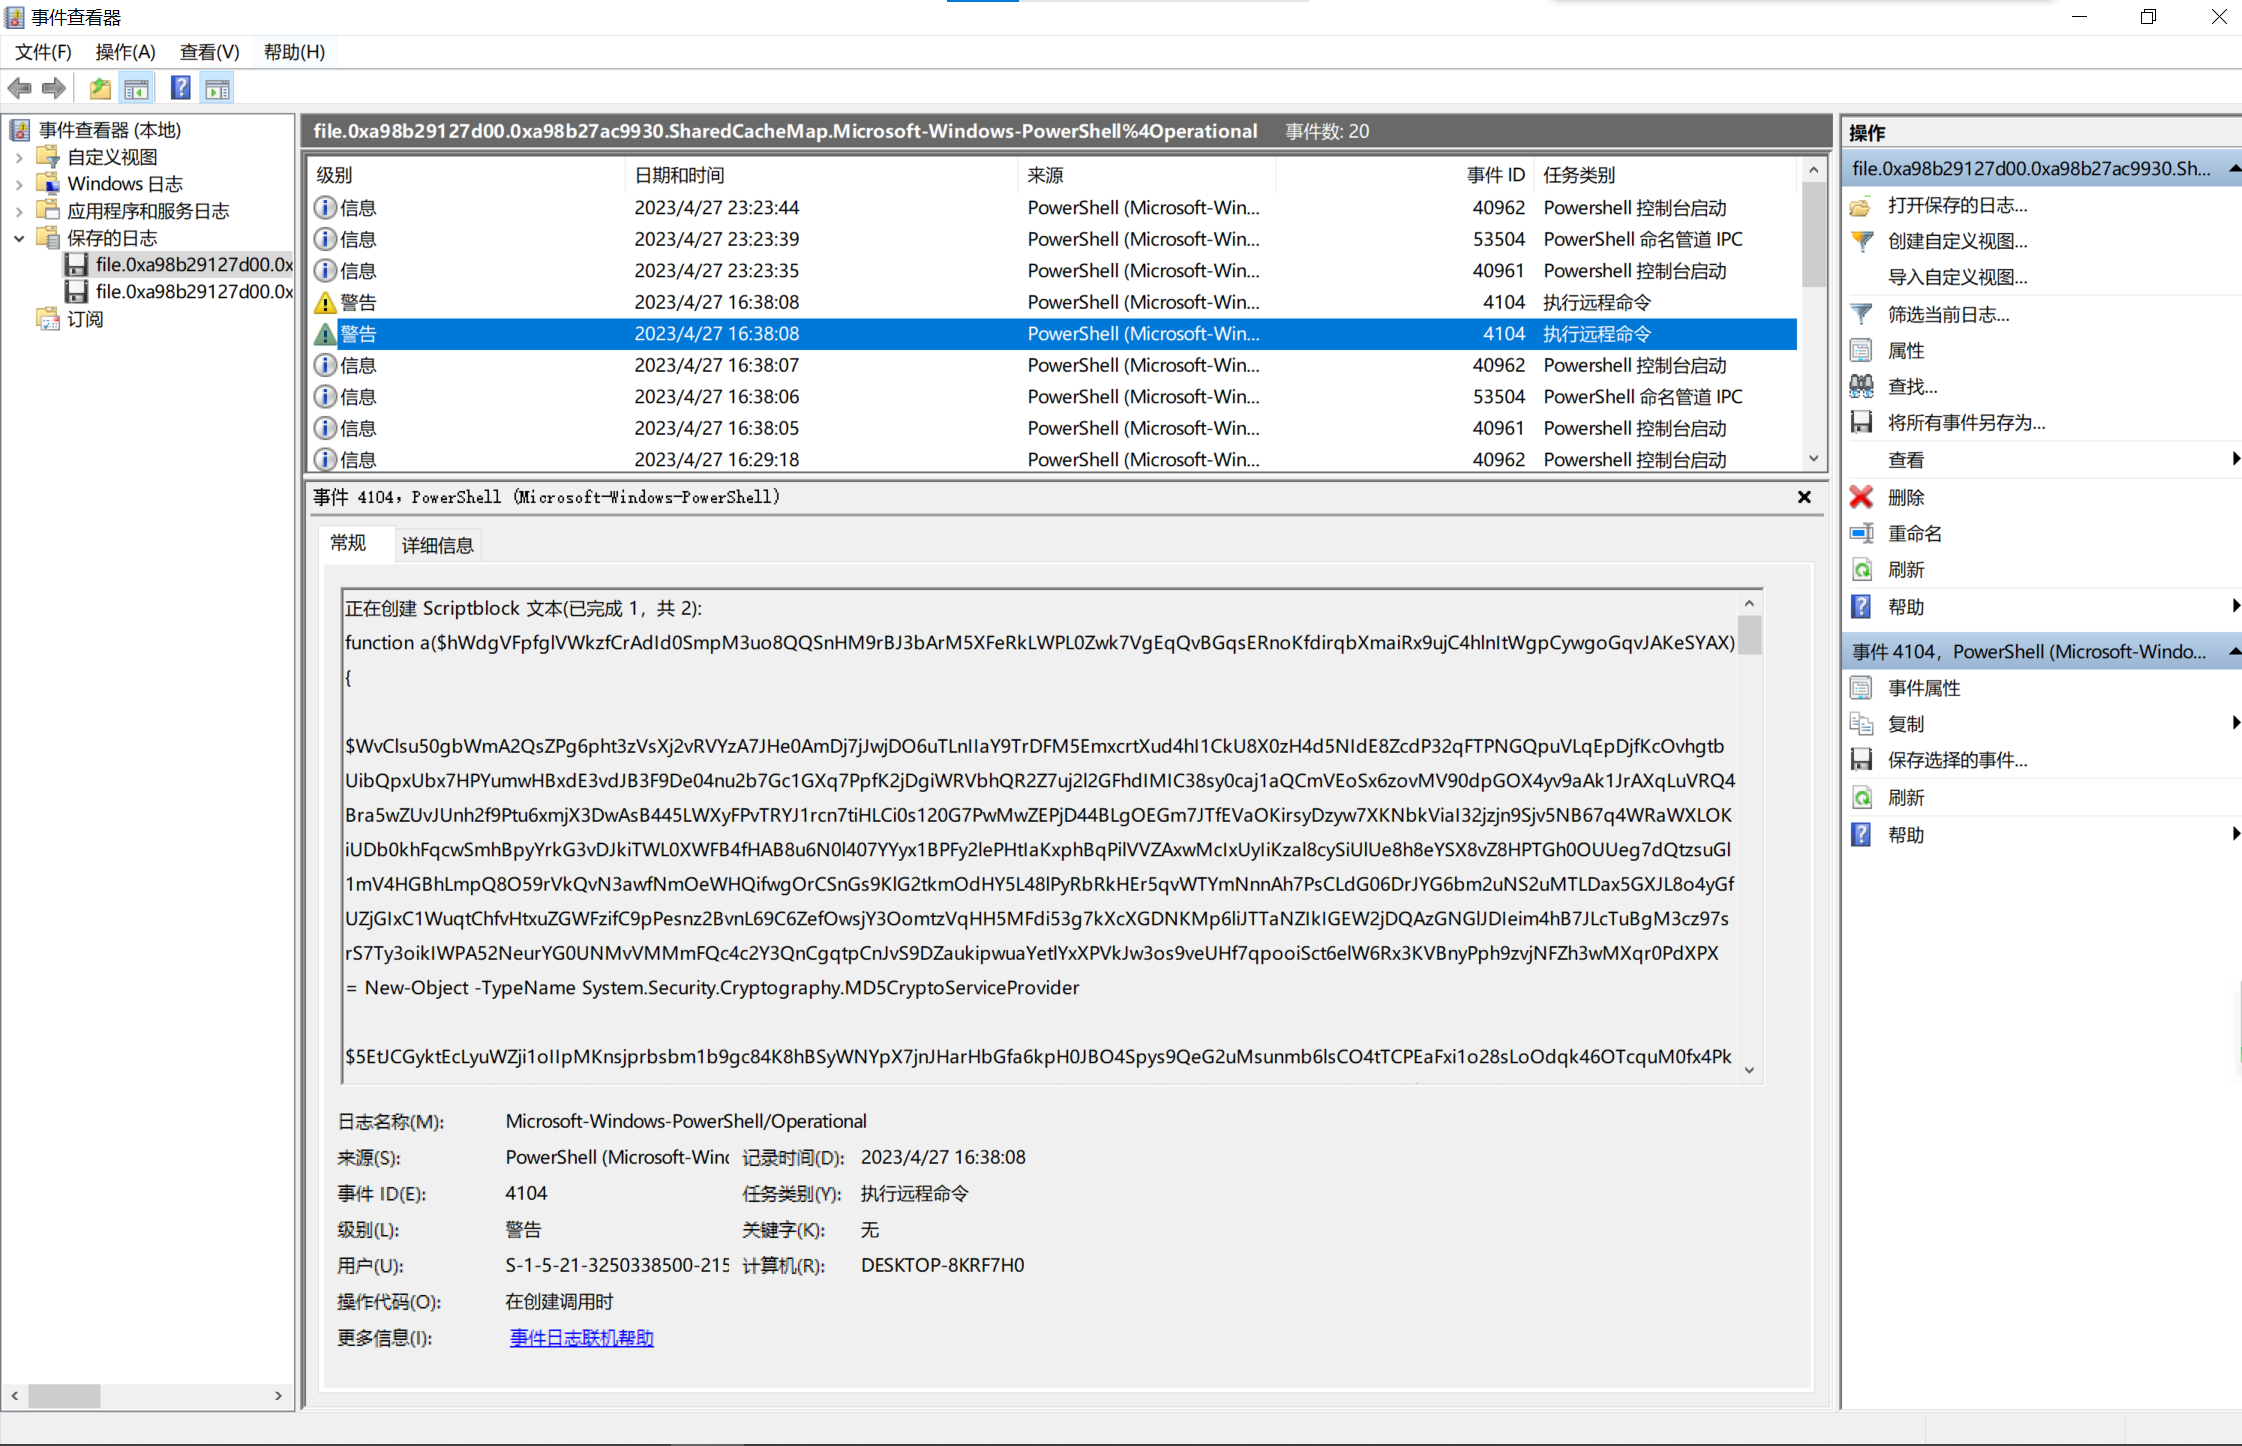 事件查看器
文件(F) 操作(A) 查看(V) 帮助(H)
事件查看器 (本地)
自定义视图
Windows 日志
应用程序和服务日志
保存的日志
file.0xa98b29127d00.0x
file.0xa98b29127d00.0x
订阅
file.0xa98b29127d00.0xa98b27ac9930.SharedCacheMap.Microsoft-Windows-PowerShell%4Operational 事件数: 20
级别 日期和时间 来源 事件 ID 任务类别
信息 2023/4/27 23:23:44 PowerShell (Microsoft-Win... 40962 Powershell 控制台启动
信息 2023/4/27 23:23:39 PowerShell (Microsoft-Win... 53504 PowerShell 命名管道 IPC
信息 2023/4/27 23:23:35 PowerShell (Microsoft-Win... 40961 Powershell 控制台启动
警告 2023/4/27 16:38:08 PowerShell (Microsoft-Win... 4104 执行远程命令
警告 2023/4/27 16:38:08 PowerShell (Microsoft-Win... 4104 执行远程命令
信息 2023/4/27 16:38:07 PowerShell (Microsoft-Win... 40962 Powershell 控制台启动
信息 2023/4/27 16:38:06 PowerShell (Microsoft-Win... 53504 PowerShell 命名管道 IPC
信息 2023/4/27 16:38:05 PowerShell (Microsoft-Win... 40961 Powershell 控制台启动
信息 2023/4/27 16:29:18 PowerShell (Microsoft-Win... 40962 Powershell 控制台启动
事件 4104，PowerShell (Microsoft-Windows-PowerShell)
常规 详细信息
正在创建 Scriptblock 文本(已完成 1，共 2):
function a($hWdgVFpfglVWkzfCrAdId0SmpM3uo8QQSnHM9rBJ3bArM5XFeRkLWPL0Zwk7VgEqQvBGqsERnoKfdirqbXmaiRx9ujC4hlnItWgpCywgoGqvJAKeSYAX)
{
$WvClsu50gbWmA2QsZPg6pht3zVsXj2vRVYzA7JHe0AmDj7jJwjDO6uTLnIIaY9TrDFM5EmxcrtXud4hI1CkU8X0zH4d5NIdE8ZcdP32qFTPNGQpuVLqEpDjfKcOvhgtb
UibQpxUbx7HPYumwHBxdE3vdJB3F9De04nu2b7Gc1GXq7PpfK2jDgiWRVbhQR2Z7uj2l2GFhdIMIC38sy0caj1aQCmVEoSx6zovMV90dpGOX4yv9aAk1JrAXqLuVRQ4
Bra5wZUvJUnh2f9Ptu6xmjX3DwAsB445LWXyFPvTRYJ1rcn7tiHLCi0s120G7PwMwZEPjD44BLgOEGm7JTfEVaOKirsyDzyw7XKNbkViaI32jzjn9Sjv5NB67q4WRaWXLOK
iUDb0khFqcwSmhBpyYrkG3vDJkiTWL0XWFB4fHAB8u6N0l407YYyx1BPFy2lePHtIaKxphBqPilVVZAxwMcIxUyIiKzal8cySiUlUe8h8eYSX8vZ8HPTGh0OUUeg7dQtzsuGl
1mV4HGBhLmpQ8O59rVkQvN3awfNmOeWHQifwgOrCSnGs9KlG2tkmOdHY5L48lPyRbRkHEr5qvWTYmNnnAh7PsCLdG06DrJYG6bm2uNS2uMTLDax5GXJL8o4yGf
UZjGIxC1WuqtChfvHtxuZGWFzifC9pPesnz2BvnL69C6ZefOwsjY3OomtzVqHH5MFdi53g7kXcXGDNKMp6liJTTaNZIkIGEW2jDQAzGNGlJDIeim4hB7JLcTuBgM3cz97s
rS7Ty3oikIWPA52NeurYG0UNMvVMMmFQc4c2Y3QnCgqtpCnJvS9DZaukipwuaYetlYxXPVkJw3os9veUHf7qpooiSct6elW6Rx3KVBnyPph9zvjNFZh3wMXqr0PdXPX
= New-Object -TypeName System.Security.Cryptography.MD5CryptoServiceProvider
$5EtJCGyktEcLyuWZji1oIIpMKnsjprbsbm1b9gc84K8hBSyWNYpX7jnJHarHbGfa6kpH0JBO4Spys9QeG2uMsunmb6lsCO4tTCPEaFxi1o28sLoOdqk46OTcquM0fx4Pk
日志名称(M): Microsoft-Windows-PowerShell/Operational
来源(S): PowerShell (Microsoft-Winc 记录时间(D): 2023/4/27 16:38:08
事件 ID(E): 4104 任务类别(Y): 执行远程命令
级别(L): 警告 关键字(K): 无
用户(U): S-1-5-21-3250338500-215 计算机(R): DESKTOP-8KRF7H0
操作代码(O): 在创建调用时
更多信息(I): 事件日志联机帮助
操作
file.0xa98b29127d00.0xa98b27ac9930.Sh...
打开保存的日志...
创建自定义视图...
导入自定义视图...
筛选当前日志...
属性
查找...
将所有事件另存为...
查看
删除
重命名
刷新
帮助
事件 4104，PowerShell (Microsoft-Windo...
事件属性
复制
保存选择的事件...
刷新
帮助